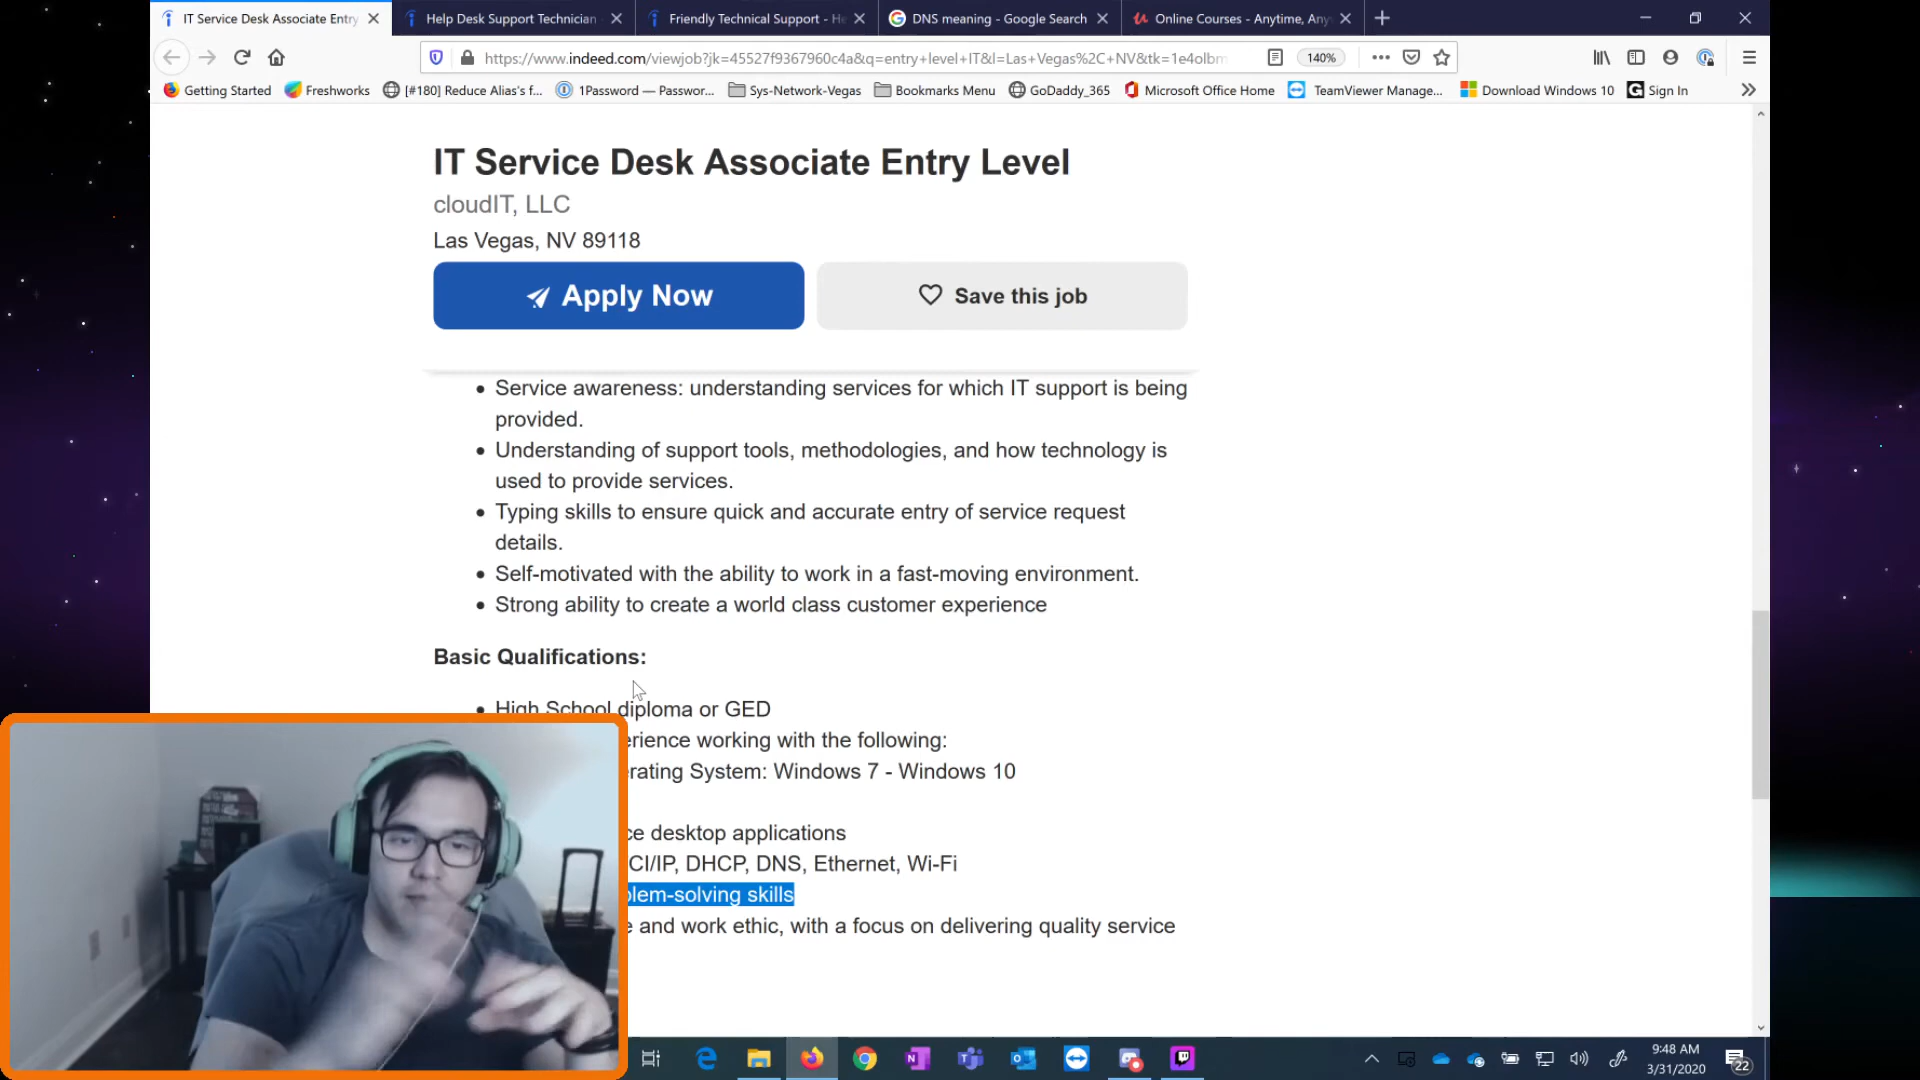 IT Service Desk Associate Entry
Help Desk Support Technician
Friendly Technical Support - He
DNS meaning - Google Search
Online Courses - Anytime, Any
https://www.indeed.com/viewjob?jk=45527f9367960c4a&q=entry+level+IT&l=Las+Vegas%2C+NV&tk=1e4olbm
140%
Getting Started
Freshworks
[#180] Reduce Alias's f...
1Password — Passwor...
Sys-Network-Vegas
Bookmarks Menu
GoDaddy_365
Microsoft Office Home
TeamViewer Manage...
Download Windows 10
Sign In
IT Service Desk Associate Entry Level
cloudIT, LLC
Las Vegas, NV 89118
Apply Now
Save this job
• Service awareness: understanding services for which IT support is being
provided.
• Understanding of support tools, methodologies, and how technology is
used to provide services.
• Typing skills to ensure quick and accurate entry of service request
details.
• Self-motivated with the ability to work in a fast-moving environment.
• Strong ability to create a world class customer experience
Basic Qualifications:
• High School diploma or GED
erience working with the following:
erating System: Windows 7 - Windows 10
ce desktop applications
CI/IP, DHCP, DNS, Ethernet, Wi-Fi
blem-solving skills
e and work ethic, with a focus on delivering quality service
9:48 AM
3/31/2020
22